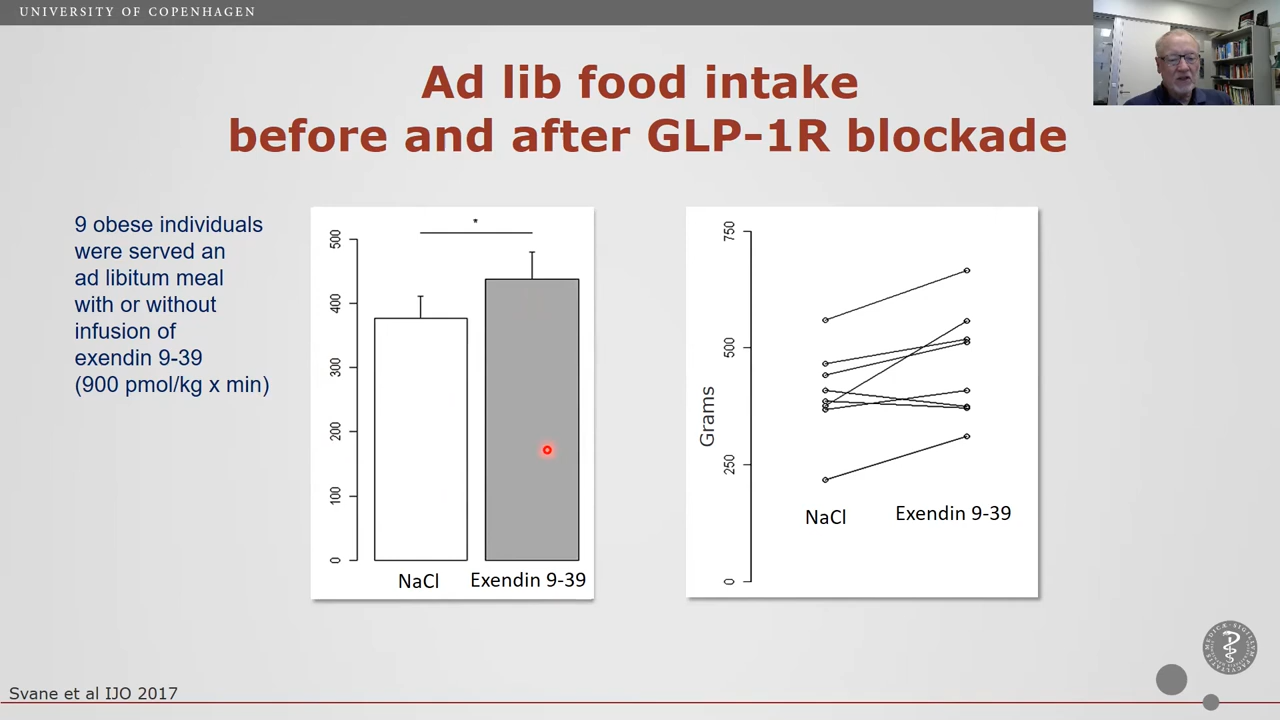 UNIVERSITY OF COPENHAGEN
Ad lib food intake
before and after GLP-1R blockade
9 obese individuals
were served an
ad libitum meal
with or without
infusion of
exendin 9-39
(900 pmol/kg x min)
*
500
400
300
200
100
0
NaCl
Exendin 9-39
750
500
250
0
Grams
NaCl
Exendin 9-39
Svane et al IJO 2017